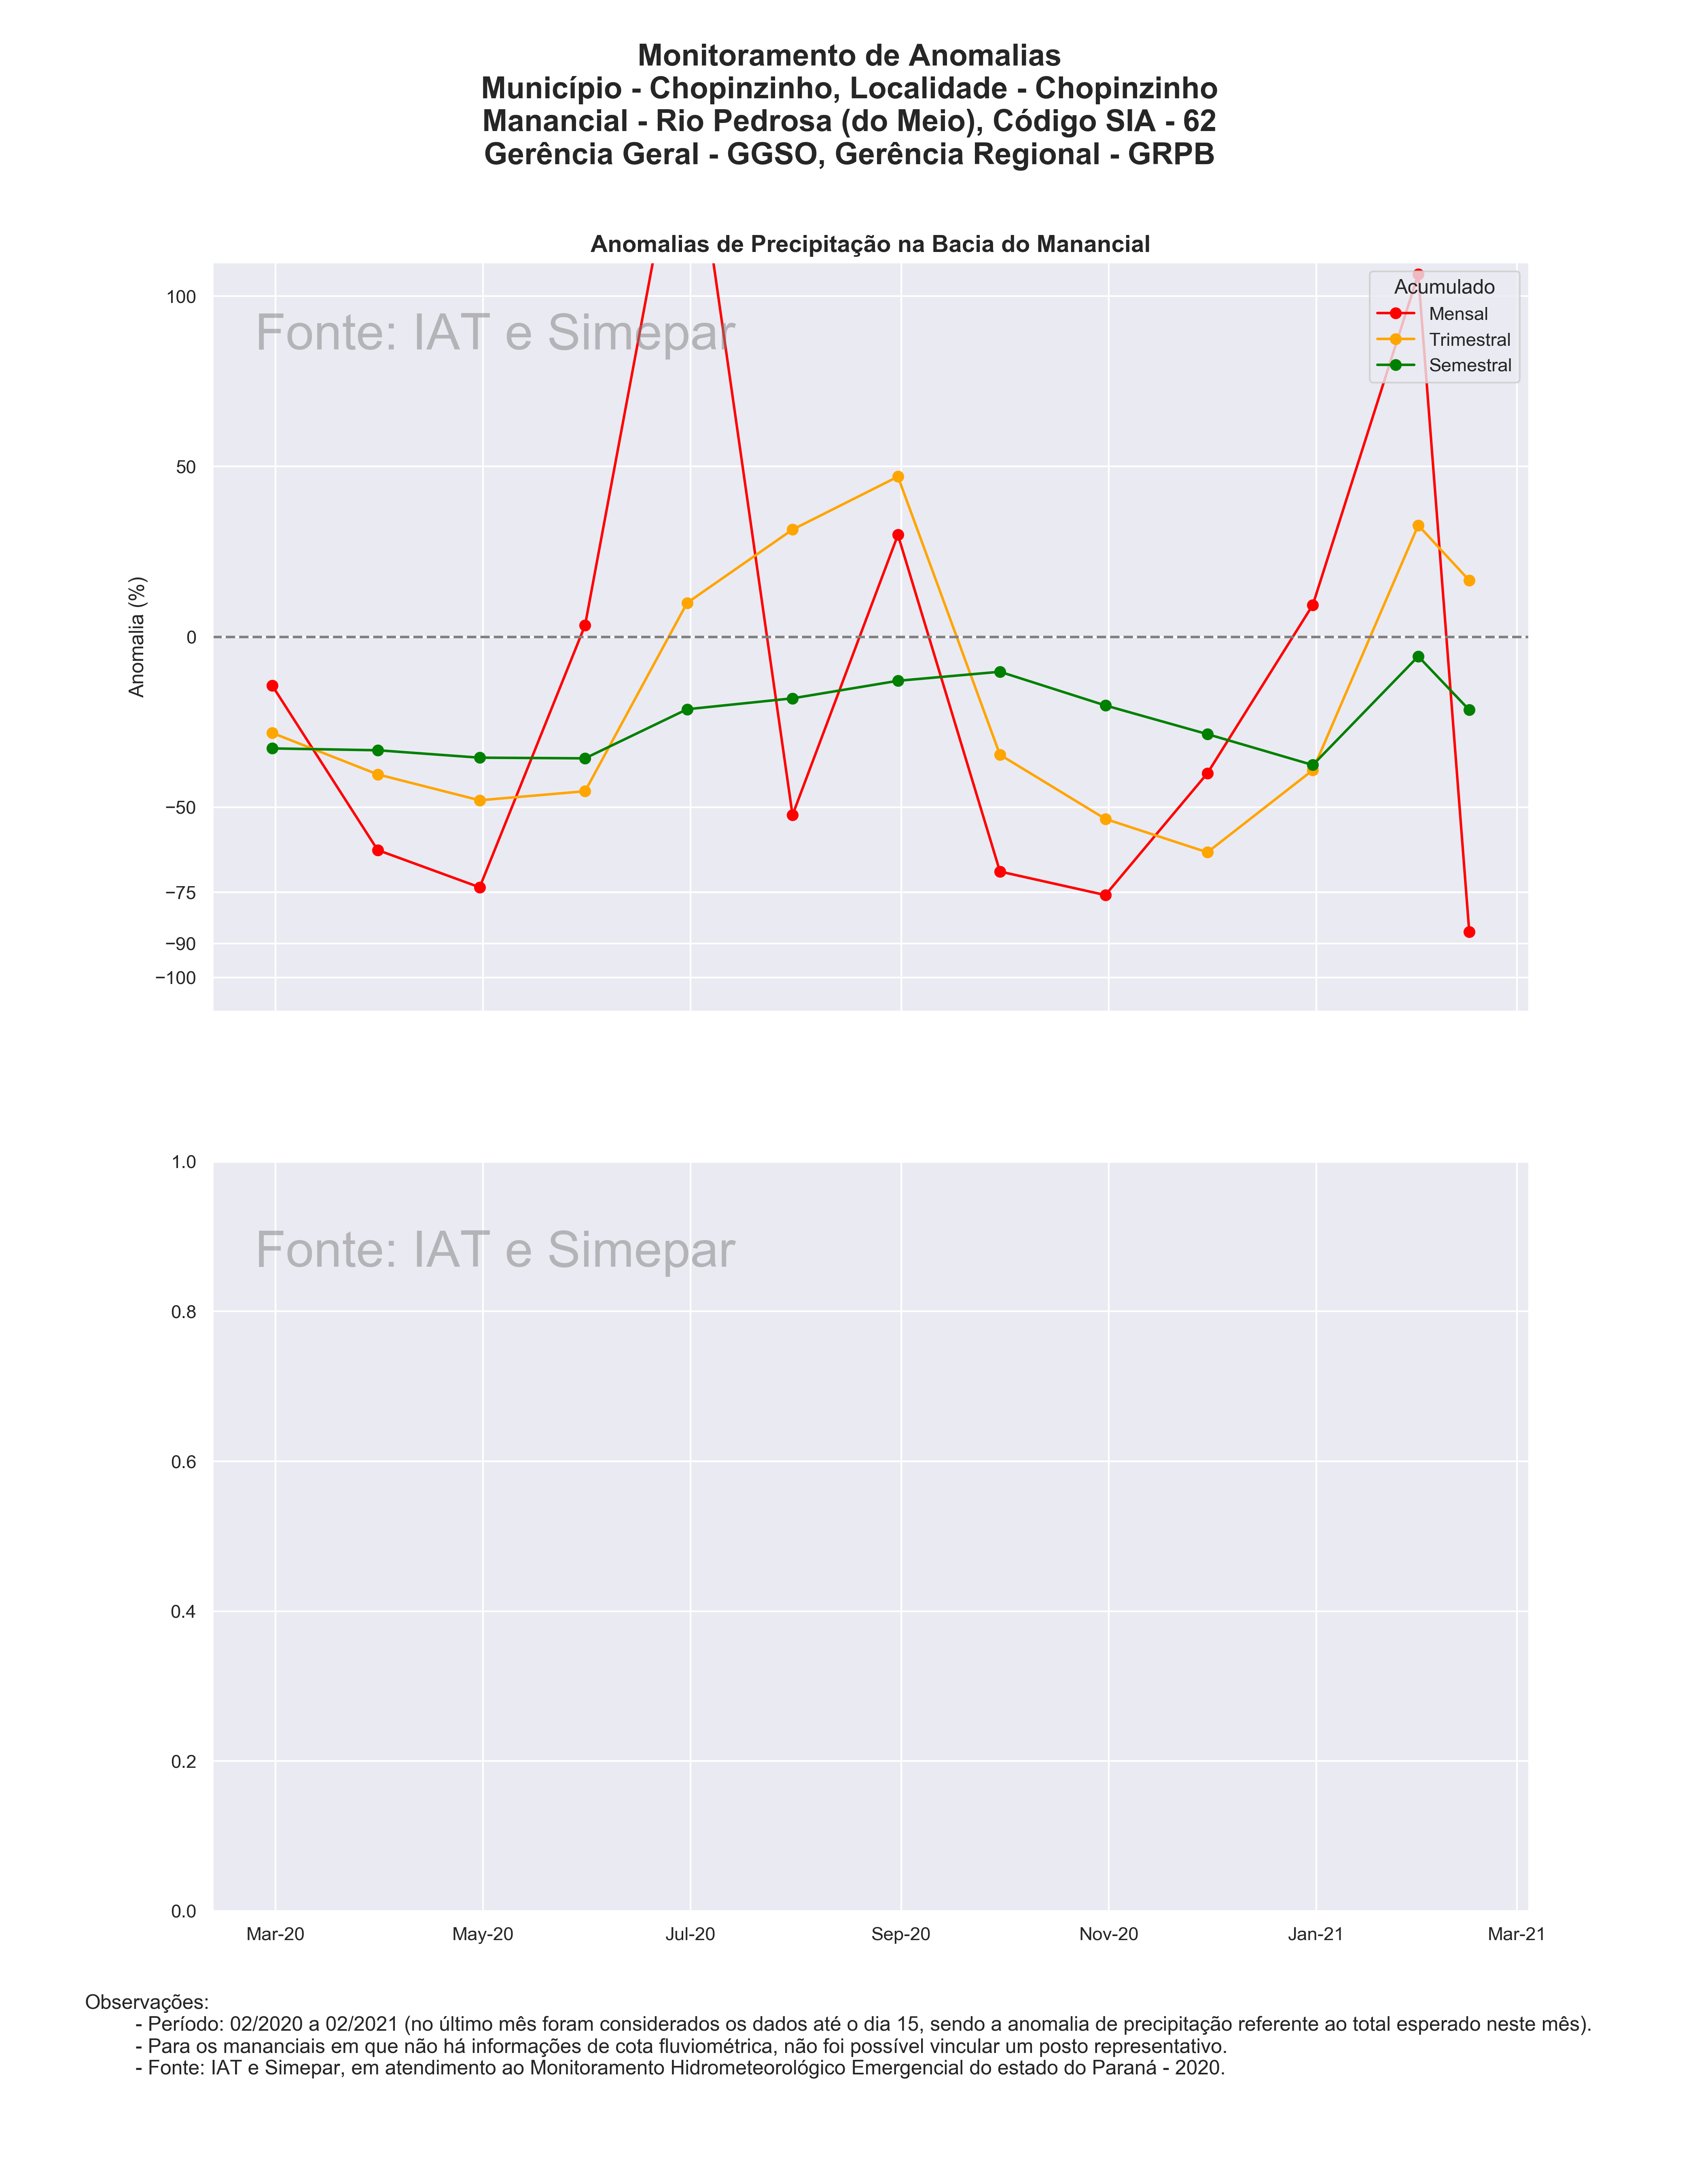 Monitoramento de Anomalias
Município - Chopinzinho, Localidade - Chopinzinho
Manancial - Rio Pedrosa (do Meio), Código SIA - 62
Gerência Geral - GGSO, Gerência Regional - GRPB
Anomalias de Precipitação na Bacia do Manancial
Fonte: IAT e Simepar
Acumulado
Mensal
Trimestral
Semestral
Anomalia (%)
100
50
0
−50
−75
−90
−100
Fonte: IAT e Simepar
1.0
0.8
0.6
0.4
0.2
0.0
Mar-20 May-20 Jul-20 Sep-20 Nov-20 Jan-21 Mar-21
Observações:
- Período: 02/2020 a 02/2021 (no último mês foram considerados os dados até o dia 15, sendo a anomalia de precipitação referente ao total esperado neste mês).
- Para os mananciais em que não há informações de cota fluviométrica, não foi possível vincular um posto representativo.
- Fonte: IAT e Simepar, em atendimento ao Monitoramento Hidrometeorológico Emergencial do estado do Paraná - 2020.